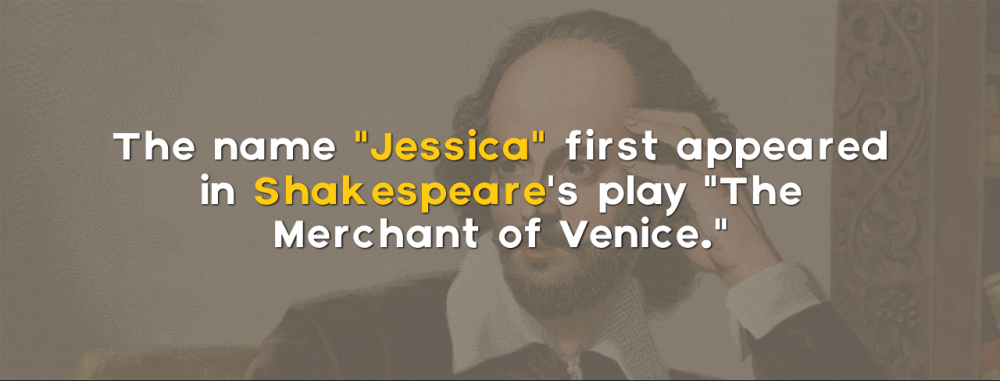 The name "Jessica" first appeared
in Shakespeare's play "The
Merchant of Venice."